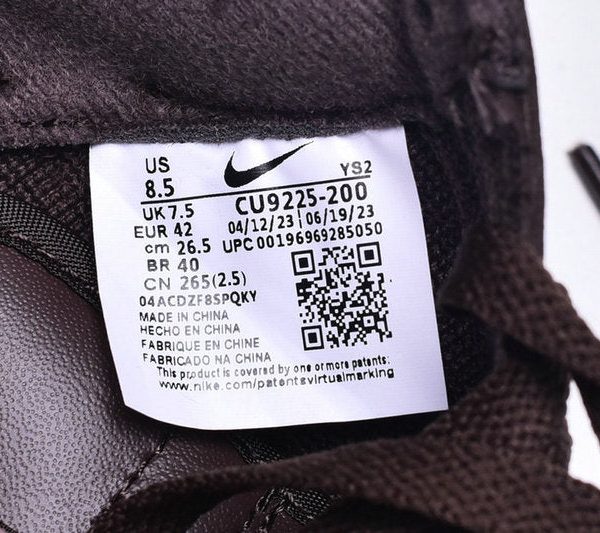 US
8.5
YS2
CU9225-200
UK 7.5
04/12/23 | 06/19/23
EUR 42
UPC 00196969285050
cm 26.5
BR 40
CN 265(2.5)
04ACDZF8SPQKY
MADE IN CHINA
HECHO EN CHINA
FABRIQUE EN CHINE
FABRICADO NA CHINA
This product is covered by one or more patents:
www.nike.com/patentsvirtualmarking